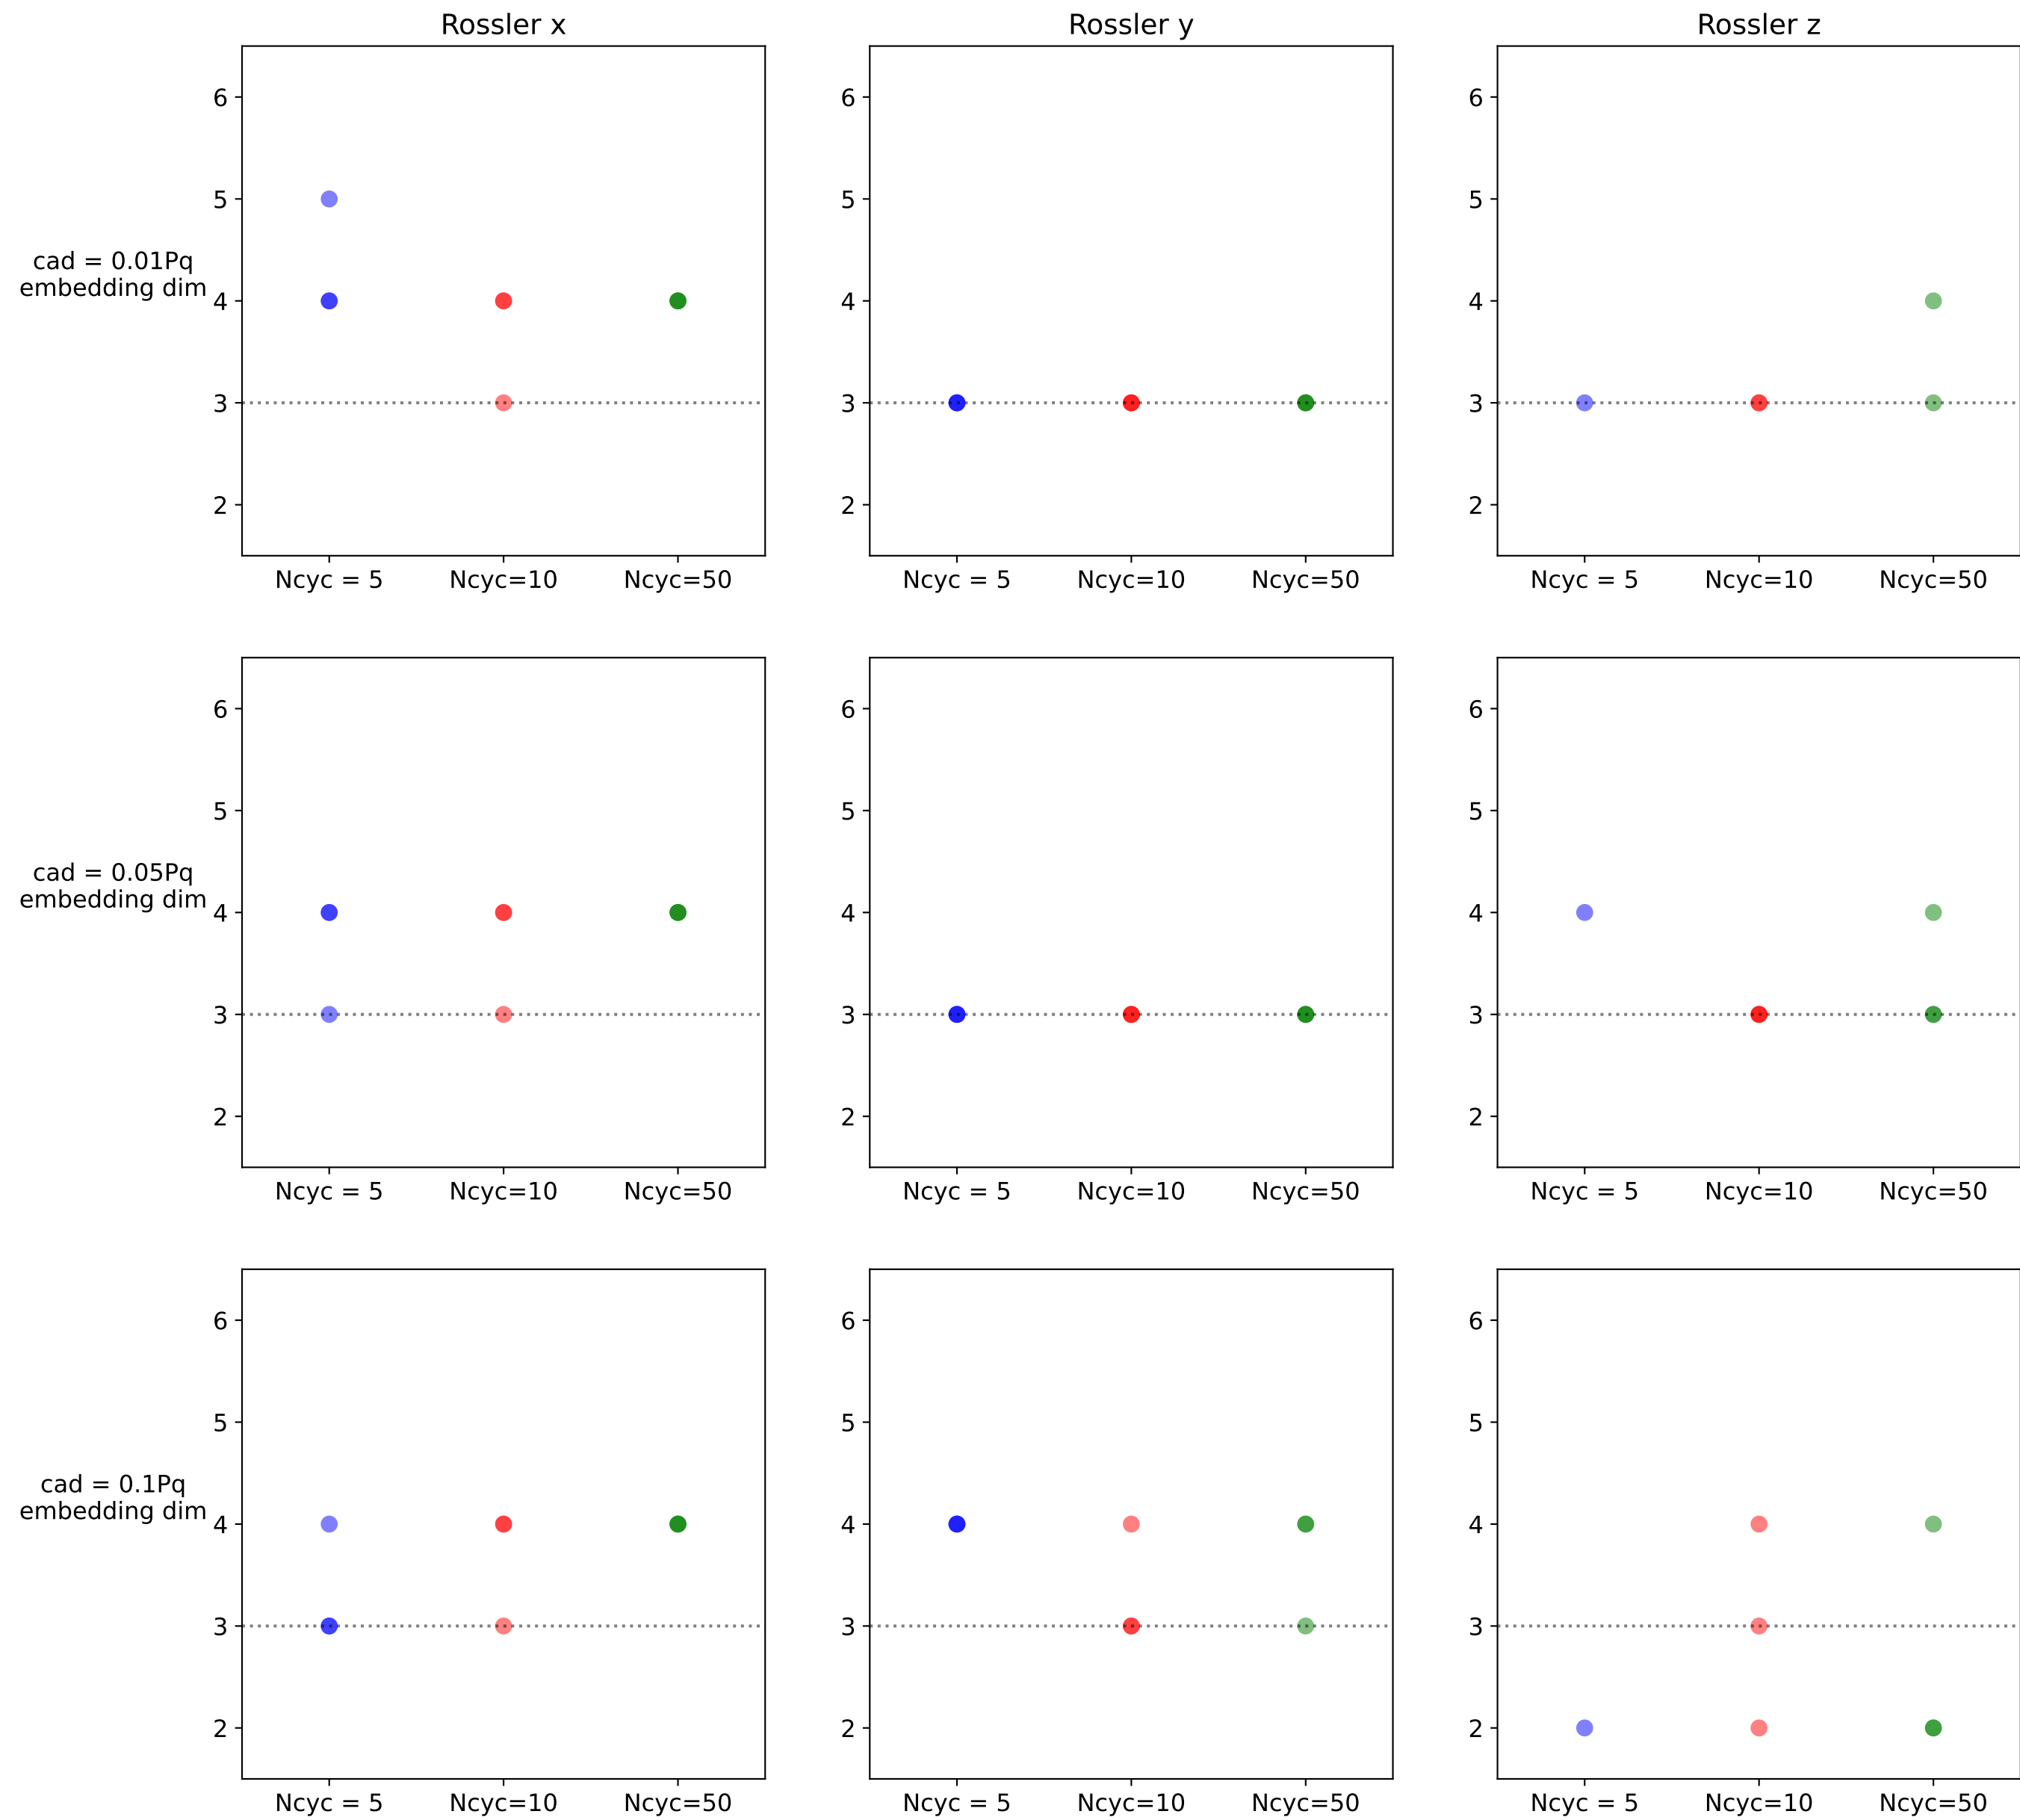 Rossler x
Rossler y
Rossler z
cad = 0.01Pq
embedding dim
6
5
4
3
2
Ncyc = 5
Ncyc=10
Ncyc=50
6
5
4
3
2
Ncyc = 5
Ncyc=10
Ncyc=50
6
5
4
3
2
Ncyc = 5
Ncyc=10
Ncyc=50
cad = 0.05Pq
embedding dim
6
5
4
3
2
Ncyc = 5
Ncyc=10
Ncyc=50
6
5
4
3
2
Ncyc = 5
Ncyc=10
Ncyc=50
6
5
4
3
2
Ncyc = 5
Ncyc=10
Ncyc=50
cad = 0.1Pq
embedding dim
6
5
4
3
2
Ncyc = 5
Ncyc=10
Ncyc=50
6
5
4
3
2
Ncyc = 5
Ncyc=10
Ncyc=50
6
5
4
3
2
Ncyc = 5
Ncyc=10
Ncyc=50